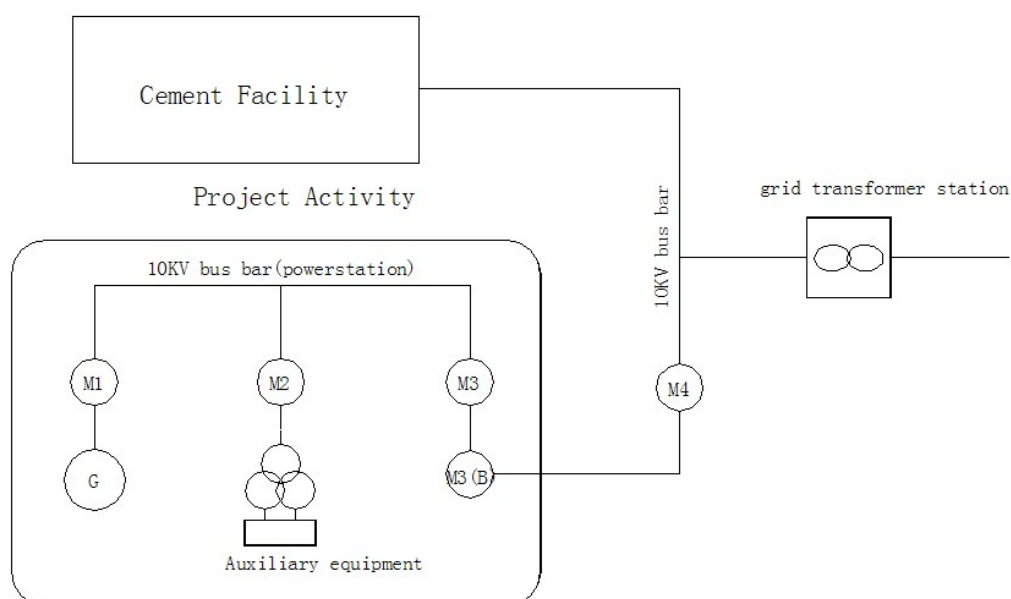 Cement Facility
Project Activity
grid transformer station
10KV bus bar
10KV bus bar(powerstation)
M1
M2
M3
M4
G
M3(B)
Auxiliary equipment